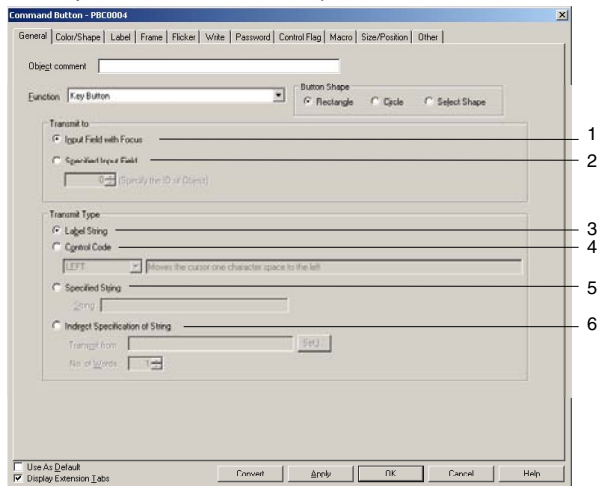 Command Button - PBC0004
General Color/Shape Label Frame Flicker Write Password Control Flag Macro Size/Position Other
Object comment
Function Key Button
Button Shape
Rectangle Circle Select Shape
Transmit to
Input Field with Focus 1
Specified Input Field 2
0 (Specify the ID of Object)
Transmit Type
Label String 3
Control Code 4
LEFT Moves the cursor one character space to the left
Specified String 5
String
Indirect Specification of String 6
Transmit from Set...
No. of Words 1
Use As Default
Display Extension Tabs
Convert Apply OK Cancel Help